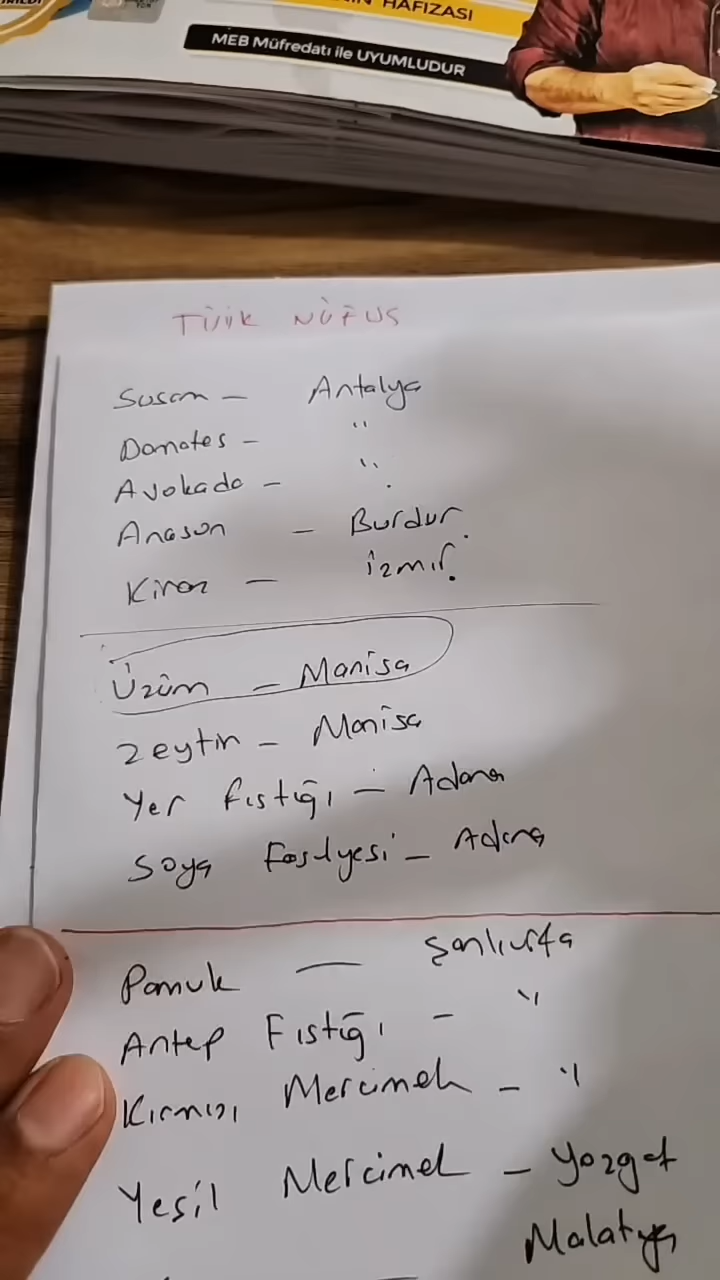 HAFIZASI
MEB Müfredatı ile UYUMLUDUR
TÜİK NÜFUS
Susam - Antalya
Domates - "
Avokado - "
Anason - Burdur.
Kiraz - İzmir.
Üzüm - Manisa
Zeytin - Manisa
Yer Fıstığı - Adana
Soya Fasulyesi - Adana
Pamuk - Şanlıurfa
Antep Fıstığı - "
Kırmızı Mercimek - "
Yeşil Mercimek - Yozgat
Malatya